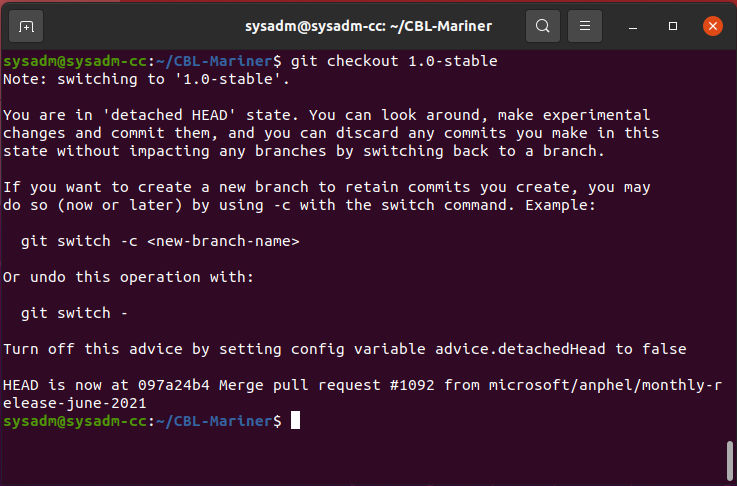 sysadm@sysadm-cc: ~/CBL-Mariner
sysadm@sysadm-cc:~/CBL-Mariner$ git checkout 1.0-stable
Note: switching to '1.0-stable'.
You are in 'detached HEAD' state. You can look around, make experimental
changes and commit them, and you can discard any commits you make in this
state without impacting any branches by switching back to a branch.
If you want to create a new branch to retain commits you create, you may
do so (now or later) by using -c with the switch command. Example:
git switch -c <new-branch-name>
Or undo this operation with:
git switch -
Turn off this advice by setting config variable advice.detachedHead to false
HEAD is now at 097a24b4 Merge pull request #1092 from microsoft/anphel/monthly-r
elease-june-2021
sysadm@sysadm-cc:~/CBL-Mariner$